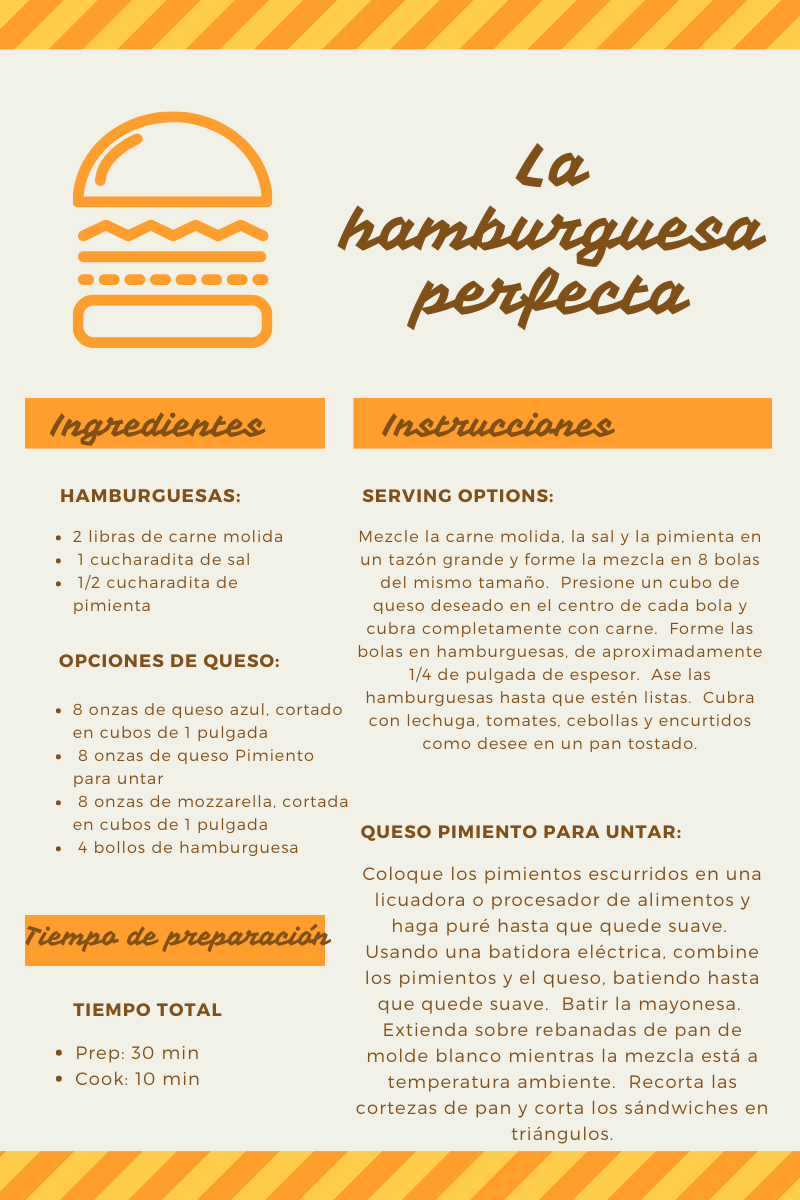 La
hamburguesa
perfecta
Ingredientes
HAMBURGUESAS:
• 2 libras de carne molida
• 1 cucharadita de sal
• 1/2 cucharadita de
pimienta
OPCIONES DE QUESO:
• 8 onzas de queso azul, cortado
en cubos de 1 pulgada
• 8 onzas de queso Pimiento
para untar
• 8 onzas de mozzarella, cortada
en cubos de 1 pulgada
• 4 bollos de hamburguesa
Tiempo de preparación
TIEMPO TOTAL
• Prep: 30 min
• Cook: 10 min
Instrucciones
SERVING OPTIONS:
Mezcle la carne molida, la sal y la pimienta en
un tazón grande y forme la mezcla en 8 bolas
del mismo tamaño. Presione un cubo de
queso deseado en el centro de cada bola y
cubra completamente con carne. Forme las
bolas en hamburguesas, de aproximadamente
1/4 de pulgada de espesor. Ase las
hamburguesas hasta que estén listas. Cubra
con lechuga, tomates, cebollas y encurtidos
como desee en un pan tostado.
QUESO PIMIENTO PARA UNTAR:
Coloque los pimientos escurridos en una
licuadora o procesador de alimentos y
haga puré hasta que quede suave.
Usando una batidora eléctrica, combine
los pimientos y el queso, batiendo hasta
que quede suave. Batir la mayonesa.
Extienda sobre rebanadas de pan de
molde blanco mientras la mezcla está a
temperatura ambiente. Recorta las
cortezas de pan y corta los sándwiches en
triángulos.